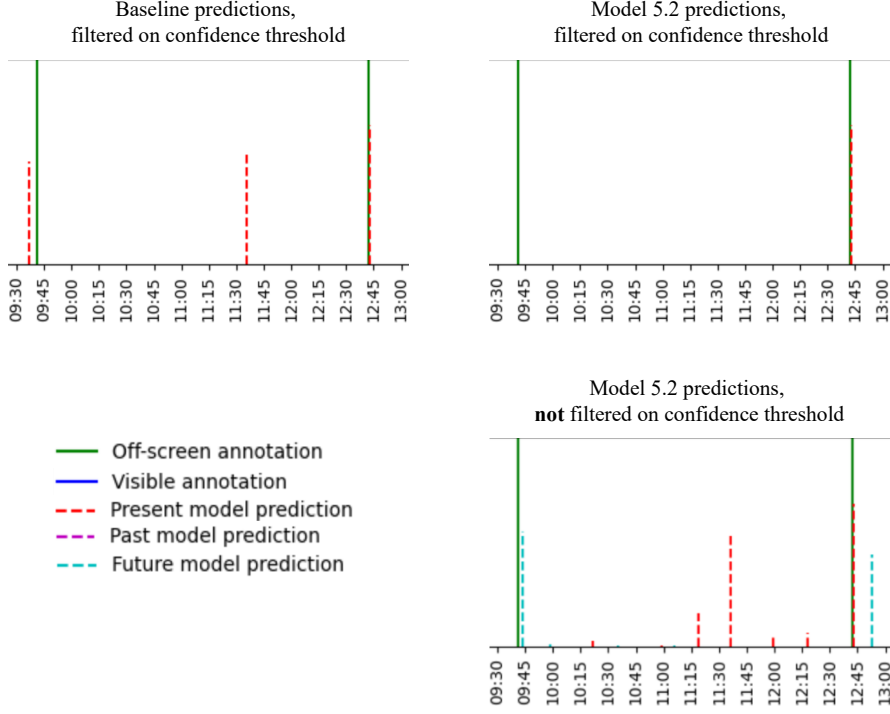 Baseline predictions,
filtered on confidence threshold
Model 5.2 predictions,
filtered on confidence threshold
09:30 09:45 10:00 10:15 10:30 10:45 11:00 11:15 11:30 11:45 12:00 12:15 12:30 12:45 13:00
09:30 09:45 10:00 10:15 10:30 10:45 11:00 11:15 11:30 11:45 12:00 12:15 12:30 12:45 13:00
Off-screen annotation
Visible annotation
Present model prediction
Past model prediction
Future model prediction
Model 5.2 predictions,
not filtered on confidence threshold
09:30 09:45 10:00 10:15 10:30 10:45 11:00 11:15 11:30 11:45 12:00 12:15 12:30 12:45 13:00